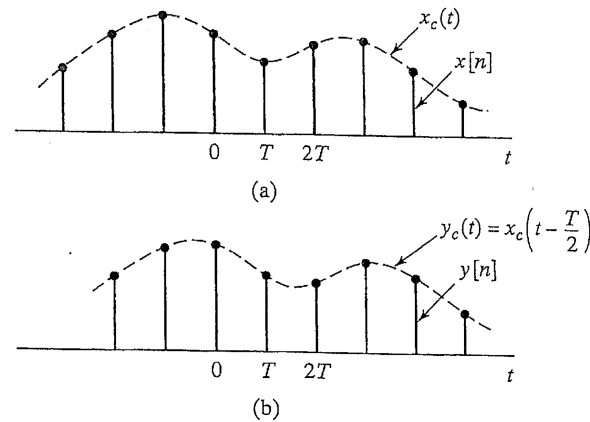 x_c(t)
x[n]
0 T 2T t
(a)
y_c(t) = x_c(t - T/2)
y[n]
0 T 2T t
(b)